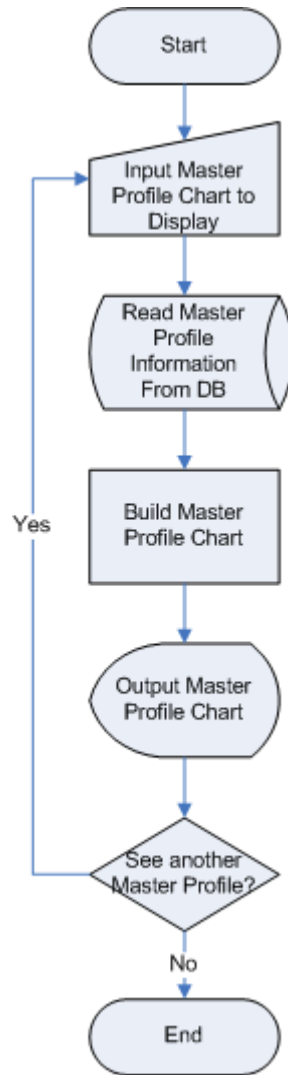 Start
Input Master
Profile Chart to
Display
Read Master
Profile
Information
From DB
Build Master
Profile Chart
Yes
Output Master
Profile Chart
See another
Master Profile?
No
End